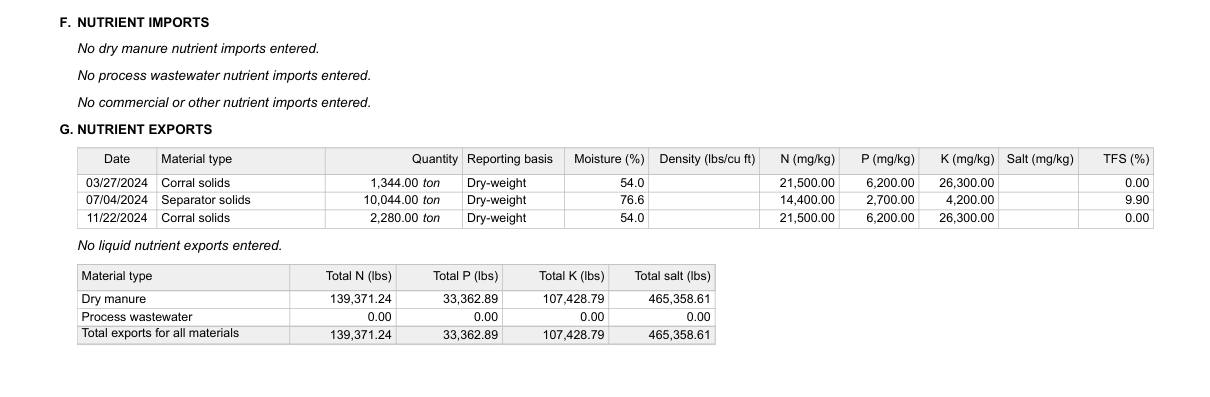 F. NUTRIENT IMPORTS
No dry manure nutrient imports entered.
No process wastewater nutrient imports entered.
No commercial or other nutrient imports entered.
G. NUTRIENT EXPORTS
Date Material type Quantity Reporting basis Moisture (%) Density (lbs/cu ft) N (mg/kg) P (mg/kg) K (mg/kg) Salt (mg/kg) TFS (%)
03/27/2024 Corral solids 1,344.00 ton Dry-weight 54.0 21,500.00 6,200.00 26,300.00 0.00
07/04/2024 Separator solids 10,044.00 ton Dry-weight 76.6 14,400.00 2,700.00 4,200.00 9.90
11/22/2024 Corral solids 2,280.00 ton Dry-weight 54.0 21,500.00 6,200.00 26,300.00 0.00
No liquid nutrient exports entered.
Material type Total N (lbs) Total P (lbs) Total K (lbs) Total salt (lbs)
Dry manure 139,371.24 33,362.89 107,428.79 465,358.61
Process wastewater 0.00 0.00 0.00 0.00
Total exports for all materials 139,371.24 33,362.89 107,428.79 465,358.61